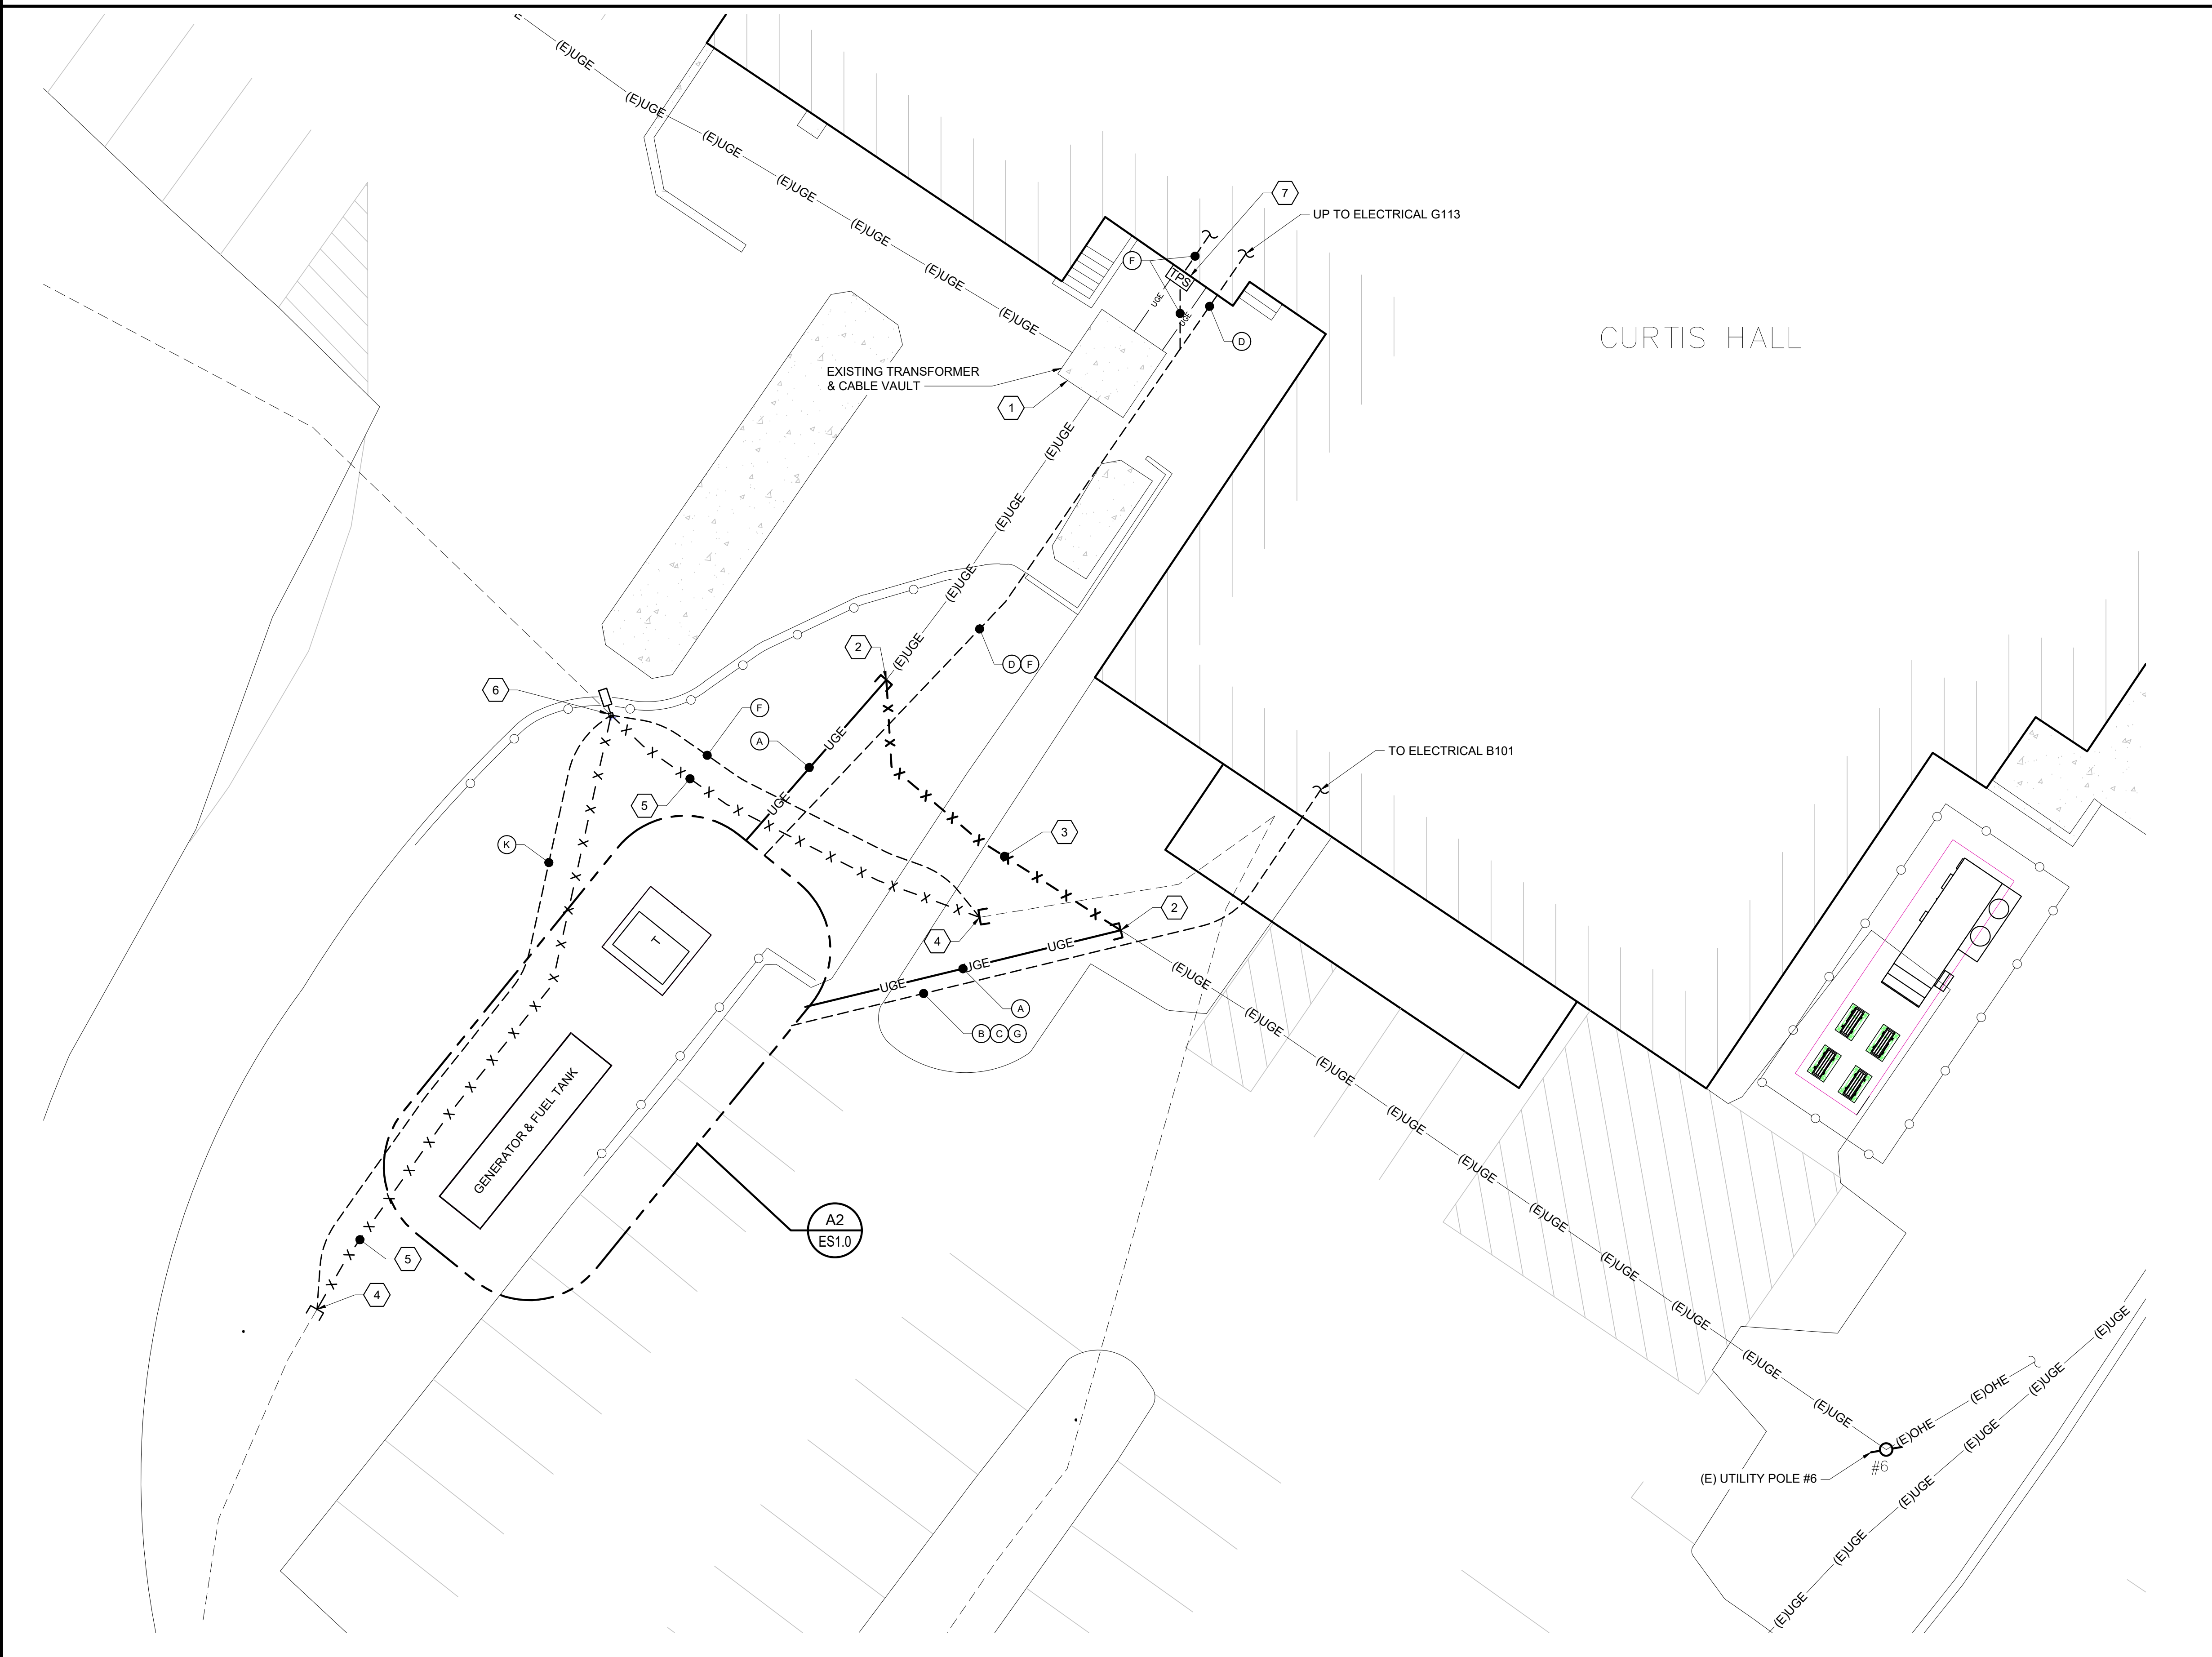 (E)UGE
(E)UGE
(E)UGE
(E)UGE
(E)UGE
(E)UGE
(E)UGE
7
UP TO ELECTRICAL G113
F
TPS
UGE
UGE
D
CURTIS HALL
EXISTING TRANSFORMER
& CABLE VAULT
1
(E)UGE
(E)UGE
(E)UGE
(E)UGE
2
D F
6
F
A
UGE
UGE
5
TO ELECTRICAL B101
3
K
2
4
T
UGE
UGE
UGE
A
B C G
(E)UGE
(E)UGE
(E)UGE
(E)UGE
(E)UGE
(E)UGE
(E)UGE
(E)UGE
(E)UGE
(E)UGE
GENERATOR & FUEL TANK
A2
ES1.0
5
4
(E)UGE
(E)OHE
(E)UGE
(E)OHE
(E)UGE
(E) UTILITY POLE #6
#6
(E)UGE
(E)UGE
(E)UGE